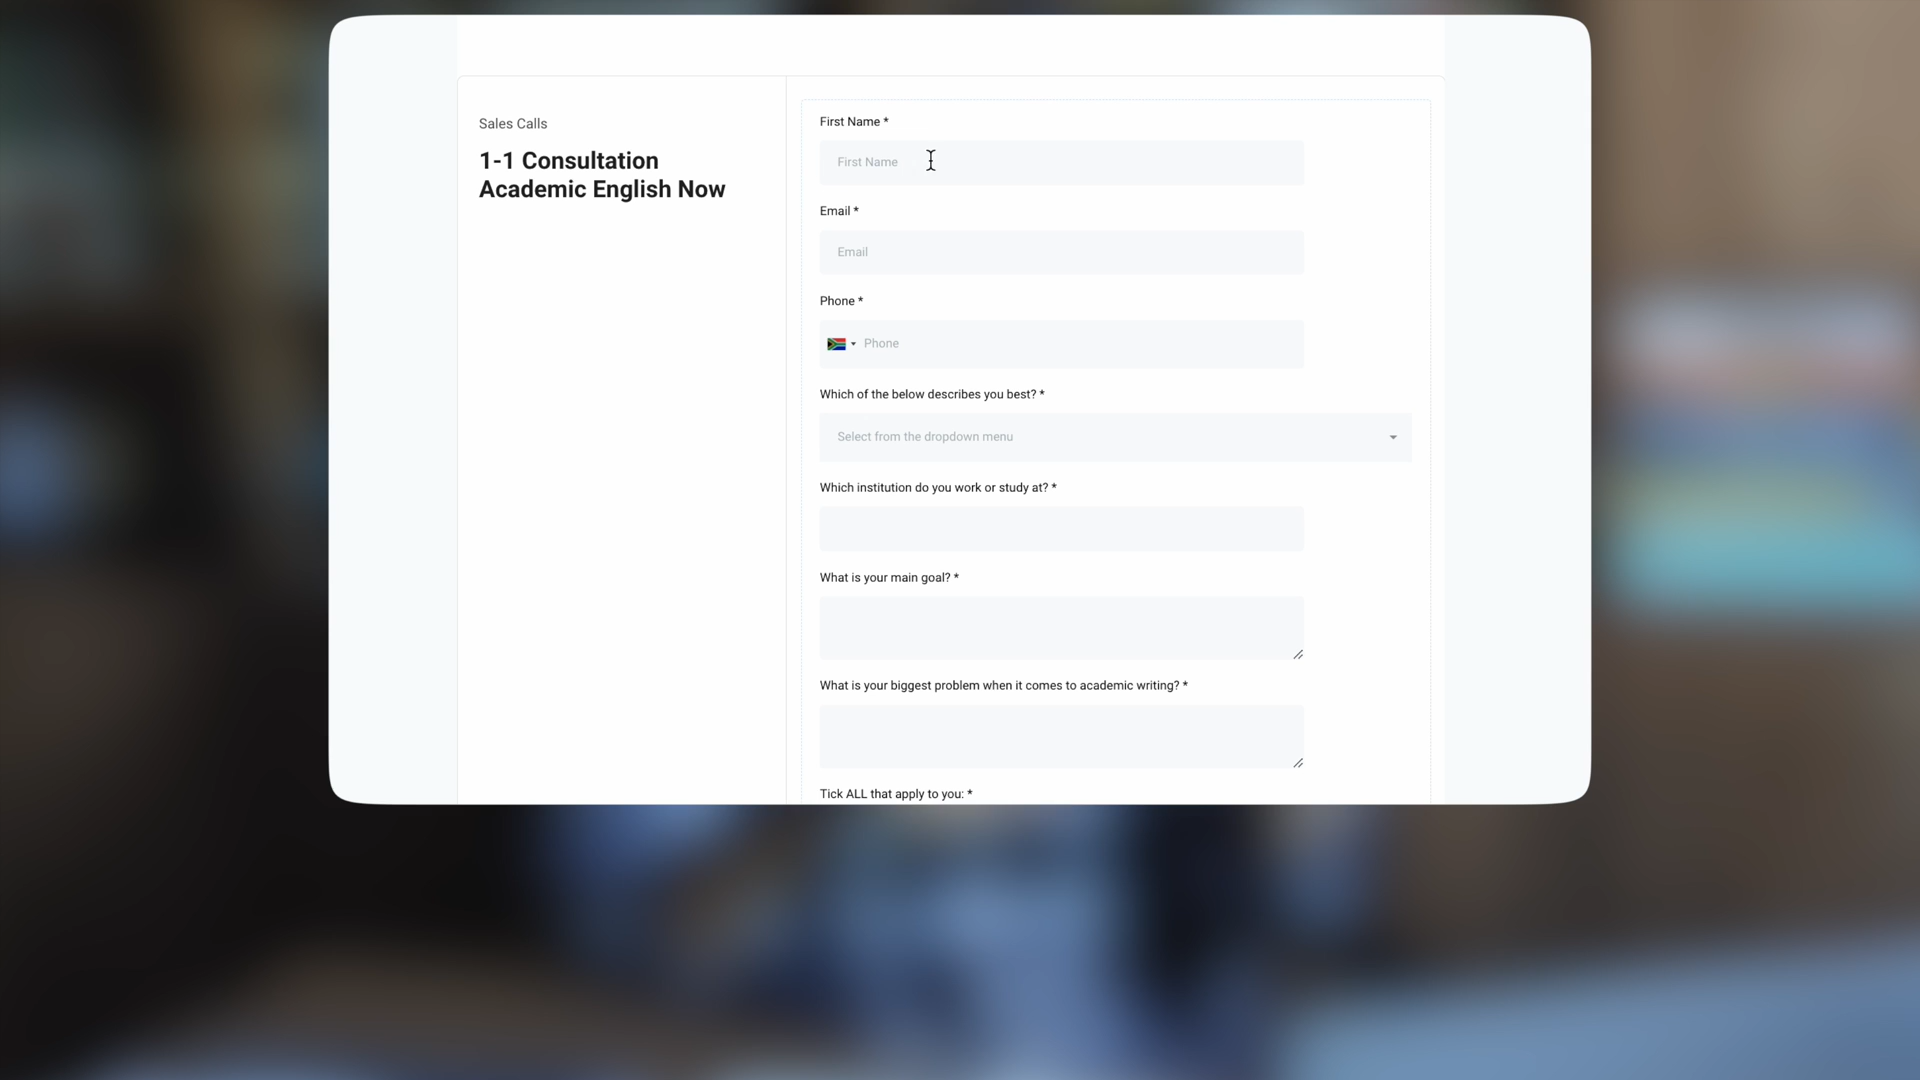 Sales Calls
1-1 Consultation
Academic English Now
First Name *
First Name
Email *
Email
Phone *
Phone
Which of the below describes you best? *
Select from the dropdown menu
Which institution do you work or study at? *
What is your main goal? *
What is your biggest problem when it comes to academic writing? *
Tick ALL that apply to you: *